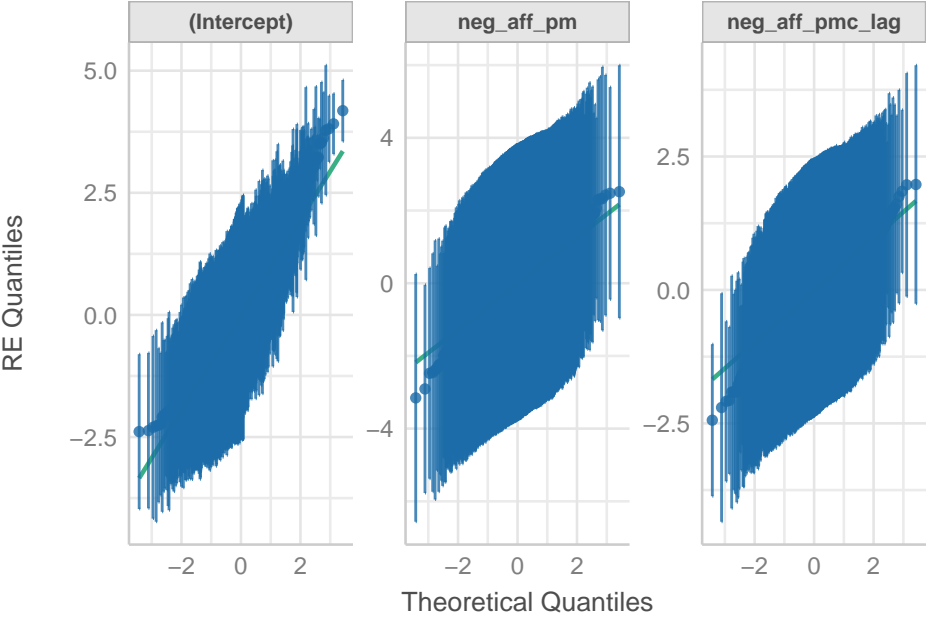 (Intercept) neg_aff_pm neg_aff_pmc_lag
RE Quantiles
5.0
2.5
0.0
−2.5
4
0
−4
2.5
0.0
−2.5
−2 0 2 −2 0 2 −2 0 2
Theoretical Quantiles